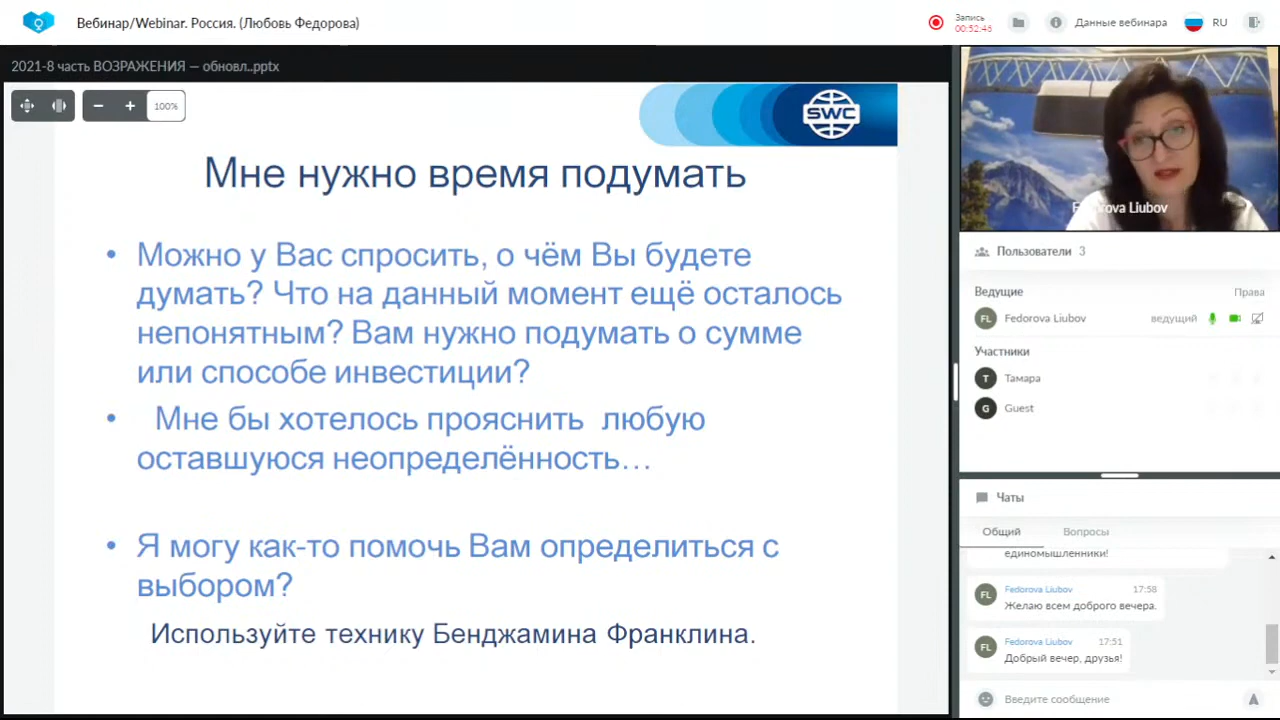 Вебинар/Webinar. Россия. (Любовь Федорова)
Запись
00:52:46
Данные вебинара
RU
2021-8 часть ВОЗРАЖЕНИЯ — обновл..pptx
100%
SWC
Мне нужно время подумать
• Можно у Вас спросить, о чём Вы будете
думать? Что на данный момент ещё осталось
непонятным? Вам нужно подумать о сумме
или способе инвестиции?
• Мне бы хотелось прояснить любую
оставшуюся неопределённость…
• Я могу как-то помочь Вам определиться с
выбором?
Используйте технику Бенджамина Франклина.
Fedorova Liubov
Пользователи 3
Ведущие
Права
FL Fedorova Liubov ведущий
Участники
T Тамара
G Guest
Чаты
Общий
Вопросы
единомышленники!
FL Fedorova Liubov 17:58
Желаю всем доброго вечера.
FL Fedorova Liubov 17:51
Добрый вечер, друзья!
Введите сообщение